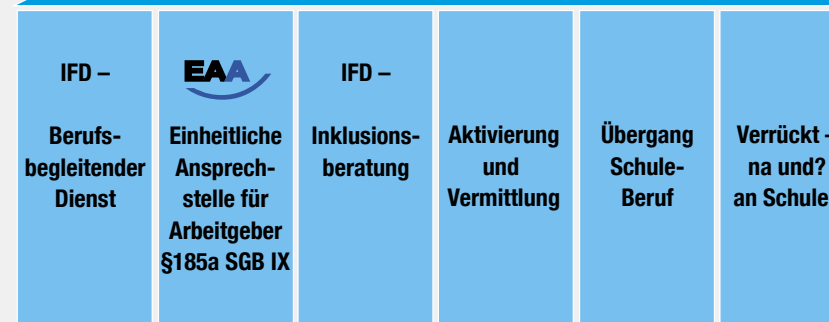 IFD –
Berufs-
begleitender
Dienst
EAA
Einheitliche
Ansprech-
stelle für
Arbeitgeber
§185a SGB IX
IFD –
Inklusions-
beratung
Aktivierung
und
Vermittlung
Übergang
Schule-
Beruf
Verrückt -
na und?
an Schule